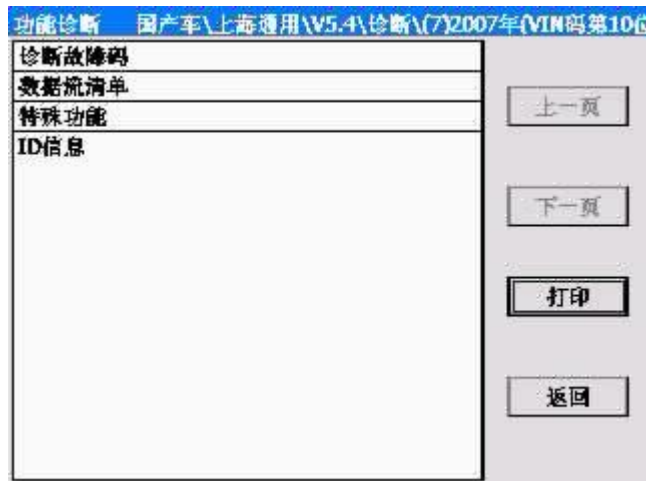 功能诊断 国产车\上海通用\V5.4\诊断\(7)2007年(VIN码第10位
诊断故障码
数据流清单
特殊功能
ID信息
上一页
下一页
打印
返回